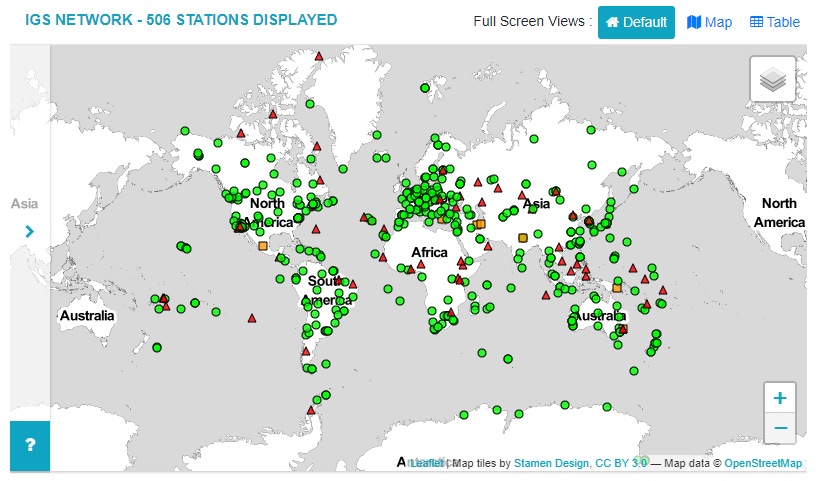 IGS NETWORK - 506 STATIONS DISPLAYED
Full Screen Views : Default Map Table
Asia
North America
Asia
North America
Africa
South America
Australia
Australia
+
−
?
Leaflet | Map tiles by Stamen Design, CC BY 3.0 — Map data © OpenStreetMap